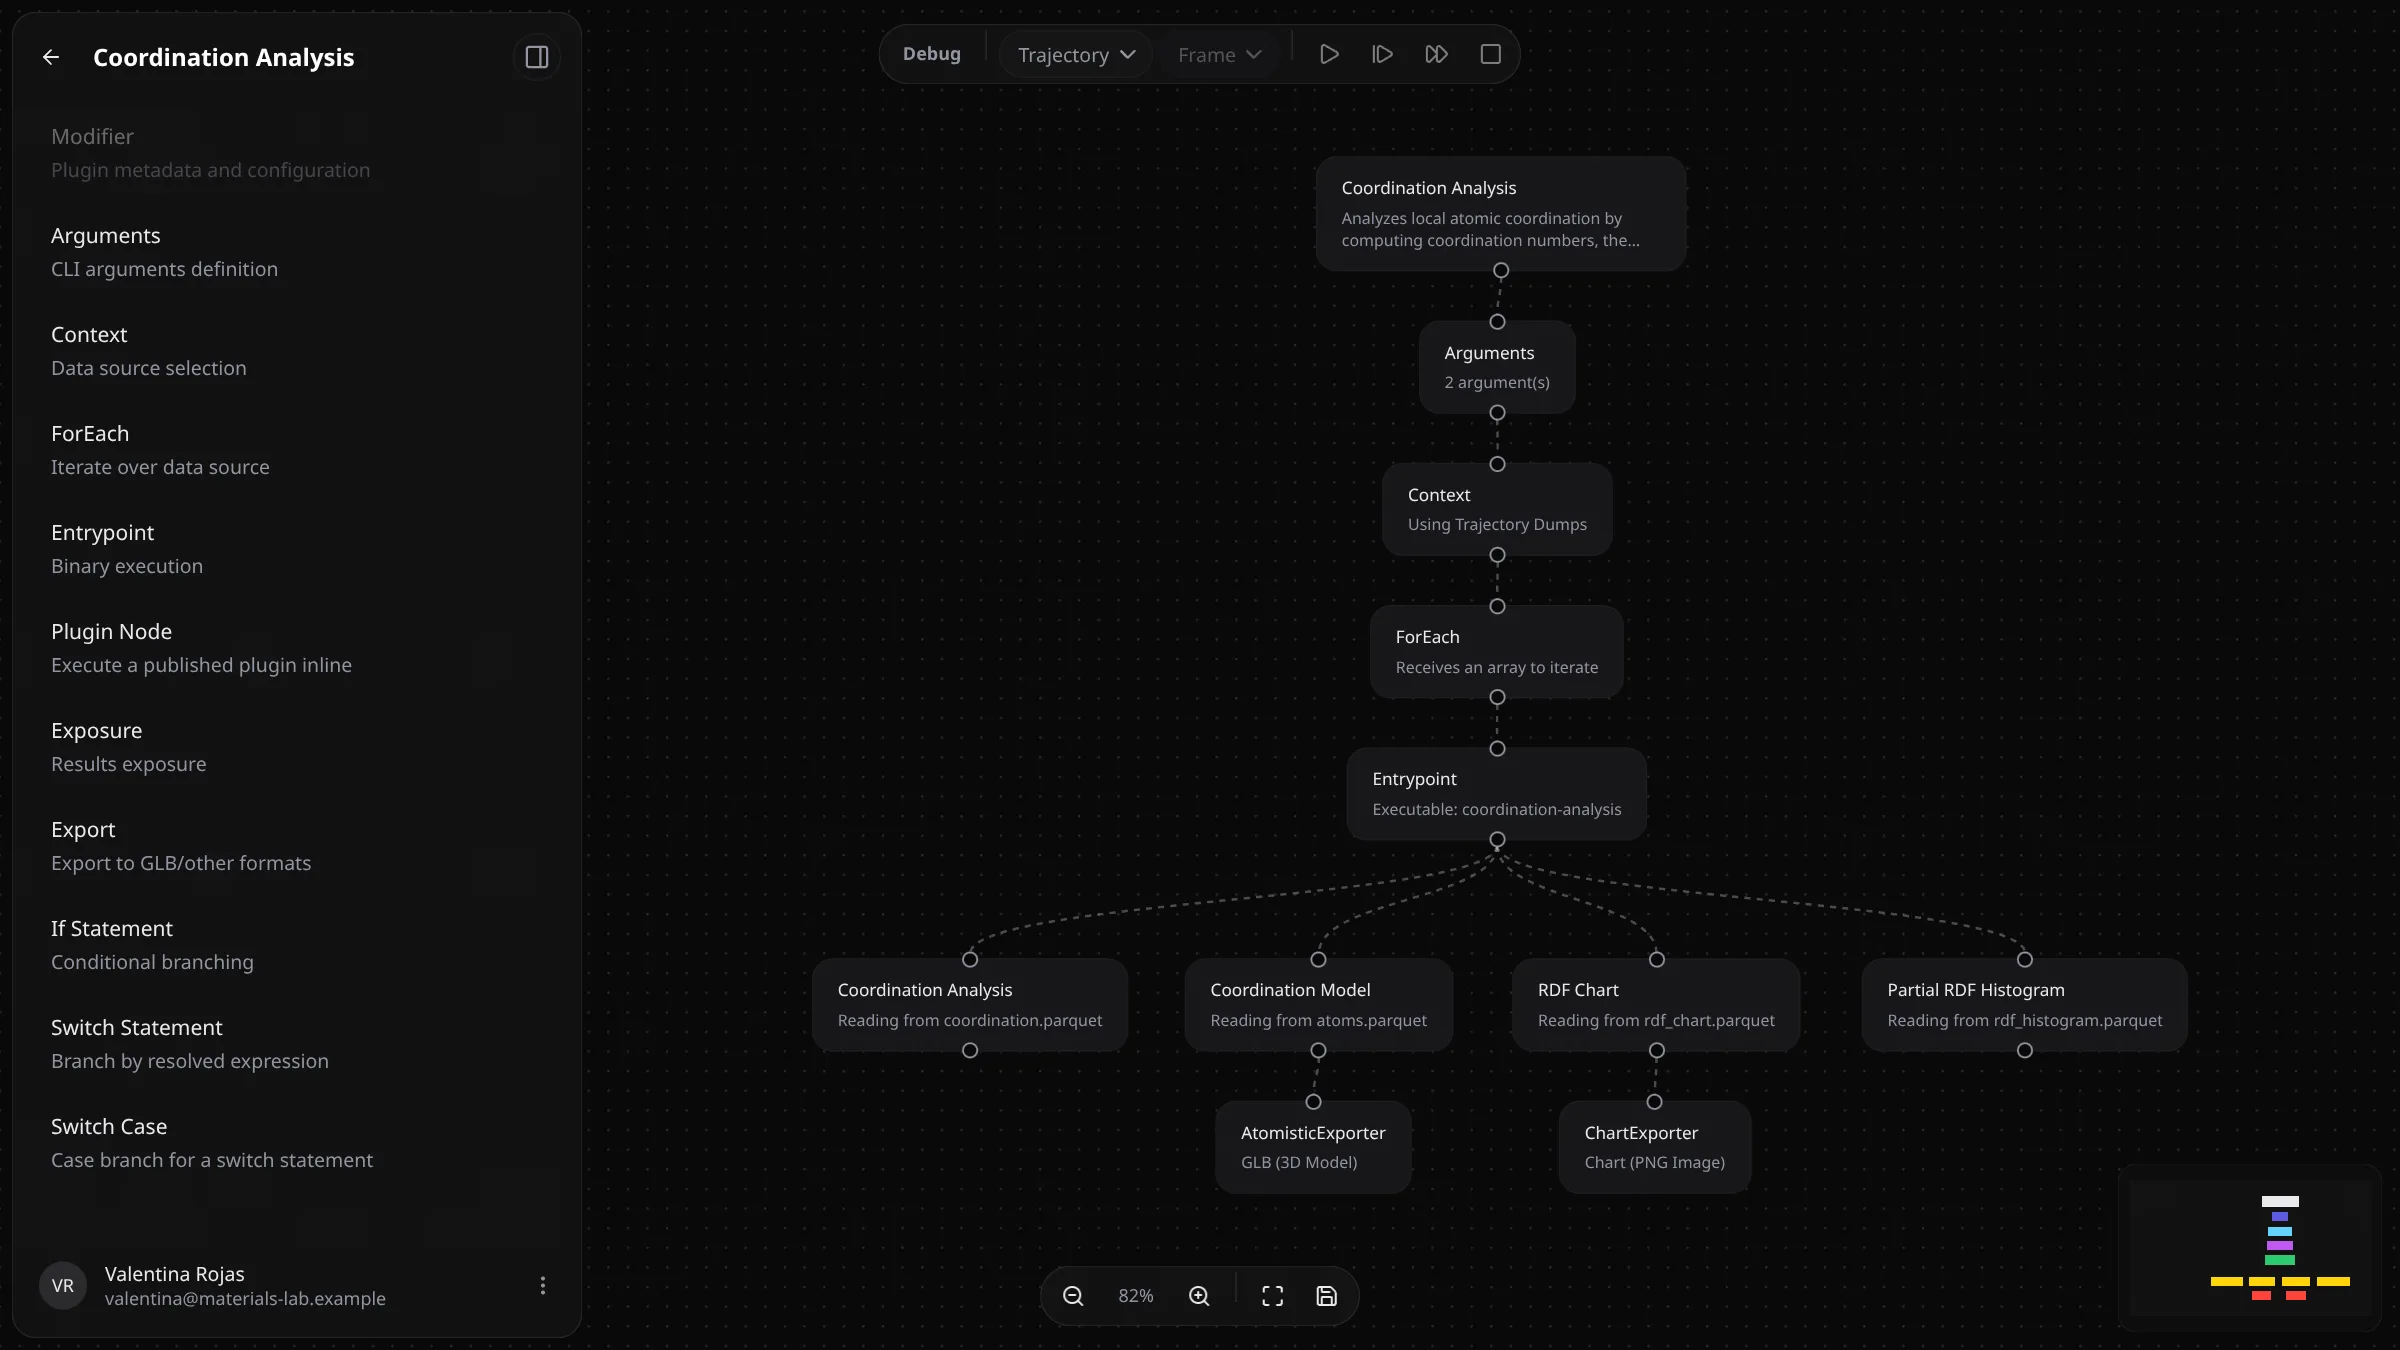 Coordination Analysis
Modifier
Plugin metadata and configuration
Arguments
CLI arguments definition
Context
Data source selection
ForEach
Iterate over data source
Entrypoint
Binary execution
Plugin Node
Execute a published plugin inline
Exposure
Results exposure
Export
Export to GLB/other formats
If Statement
Conditional branching
Switch Statement
Branch by resolved expression
Switch Case
Case branch for a switch statement
VR
Valentina Rojas
valentina@materials-lab.example
Debug
Trajectory
Frame
Coordination Analysis
Analyzes local atomic coordination by
computing coordination numbers, the...
Arguments
2 argument(s)
Context
Using Trajectory Dumps
ForEach
Receives an array to iterate
Entrypoint
Executable: coordination-analysis
Coordination Analysis
Reading from coordination.parquet
Coordination Model
Reading from atoms.parquet
RDF Chart
Reading from rdf_chart.parquet
Partial RDF Histogram
Reading from rdf_histogram.parquet
AtomisticExporter
GLB (3D Model)
ChartExporter
Chart (PNG Image)
82%